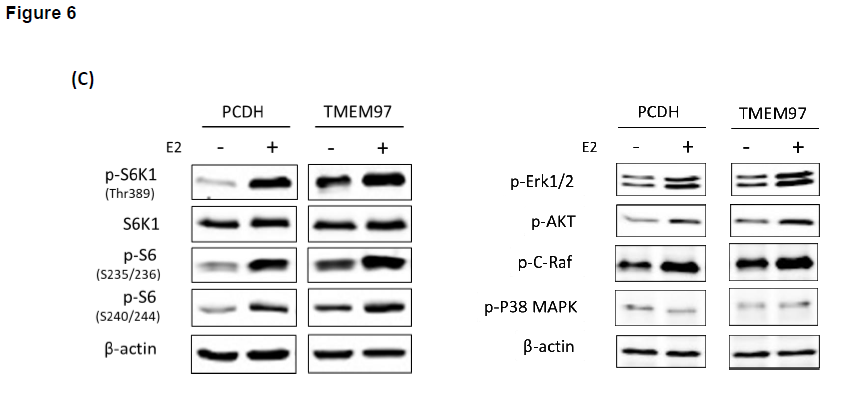 Figure 6
(C)
PCDH TMEM97
E2 - + - +
p-S6K1
(Thr389)
S6K1
p-S6
(S235/236)
p-S6
(S240/244)
β-actin
PCDH TMEM97
E2 - + - +
p-Erk1/2
p-AKT
p-C-Raf
p-P38 MAPK
β-actin